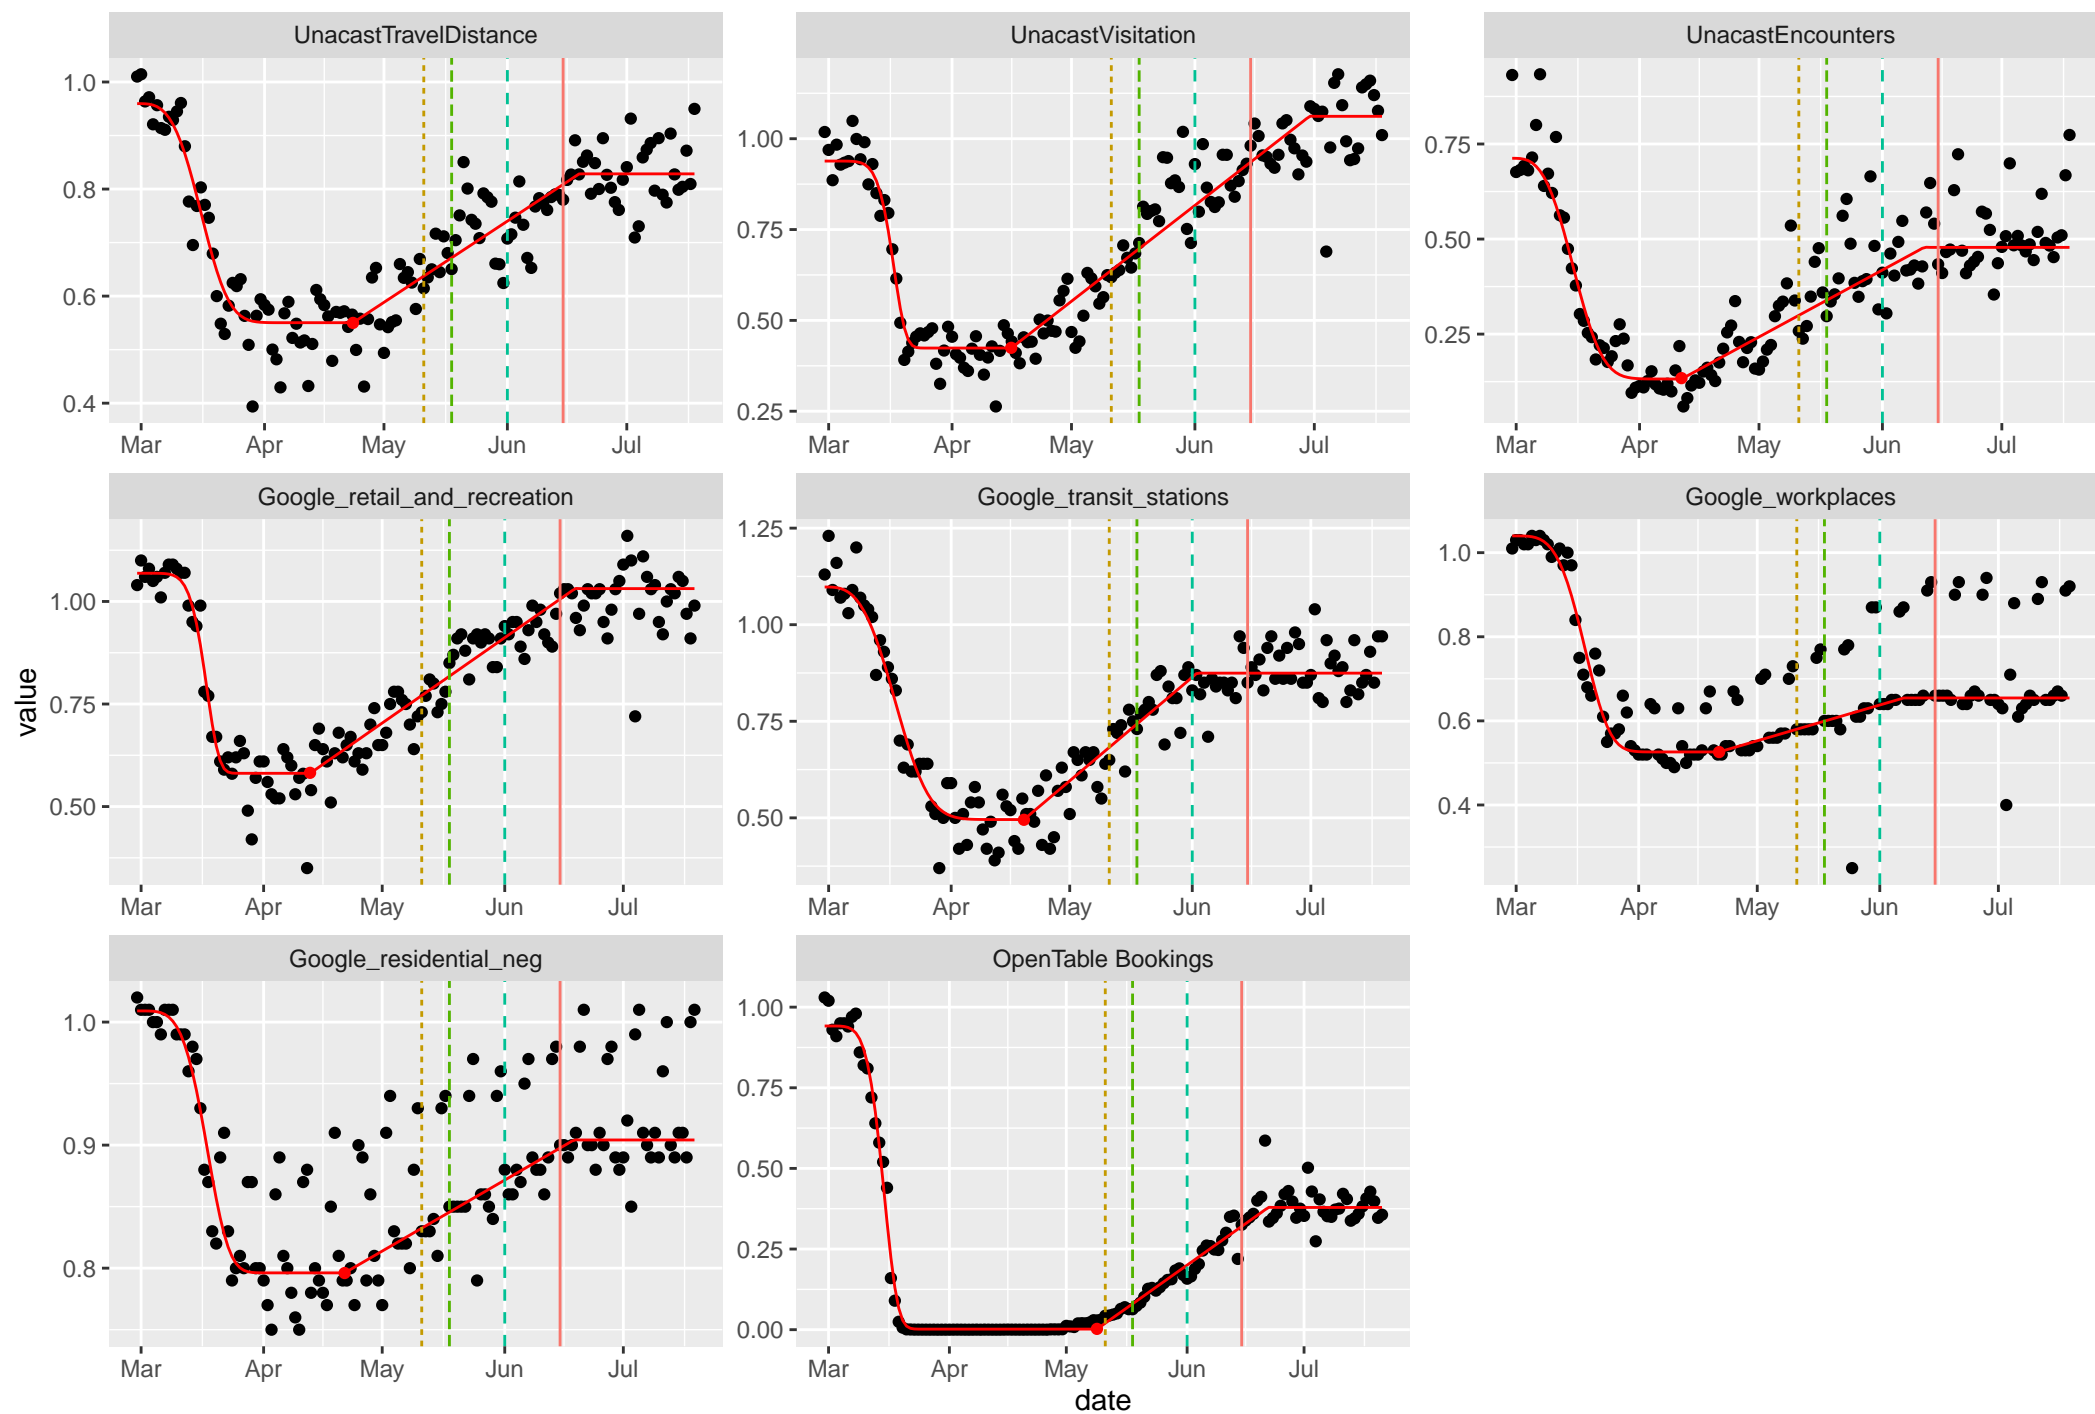 UnacastTravelDistance
UnacastVisitation
UnacastEncounters
1.0
0.8
0.6
0.4
Mar Apr May Jun Jul
1.00
0.75
0.50
0.25
Mar Apr May Jun Jul
0.75
0.50
0.25
Mar Apr May Jun Jul
Google_retail_and_recreation
Google_transit_stations
Google_workplaces
value
1.00
0.75
0.50
Mar Apr May Jun Jul
1.25
1.00
0.75
0.50
Mar Apr May Jun Jul
1.0
0.8
0.6
0.4
Mar Apr May Jun Jul
Google_residential_neg
OpenTable Bookings
1.0
0.9
0.8
Mar Apr May Jun Jul
1.00
0.75
0.50
0.25
0.00
Mar Apr May Jun Jul
date